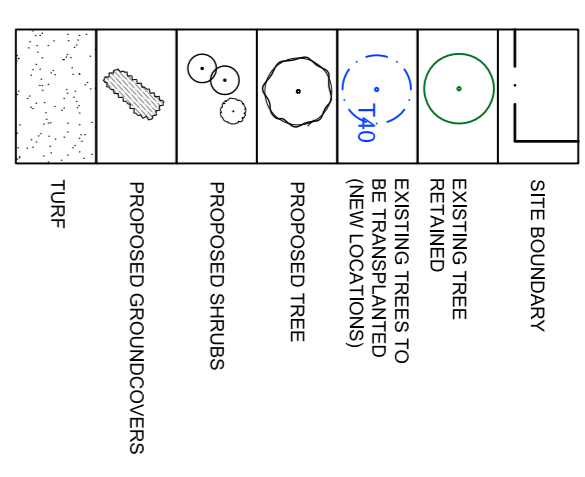 SITE BOUNDARY
EXISTING TREE
RETAINED
T40
EXISTING TREES TO
BE TRANSPLANTED
(NEW LOCATIONS)
PROPOSED TREE
PROPOSED SHRUBS
PROPOSED GROUNDCOVERS
TURF